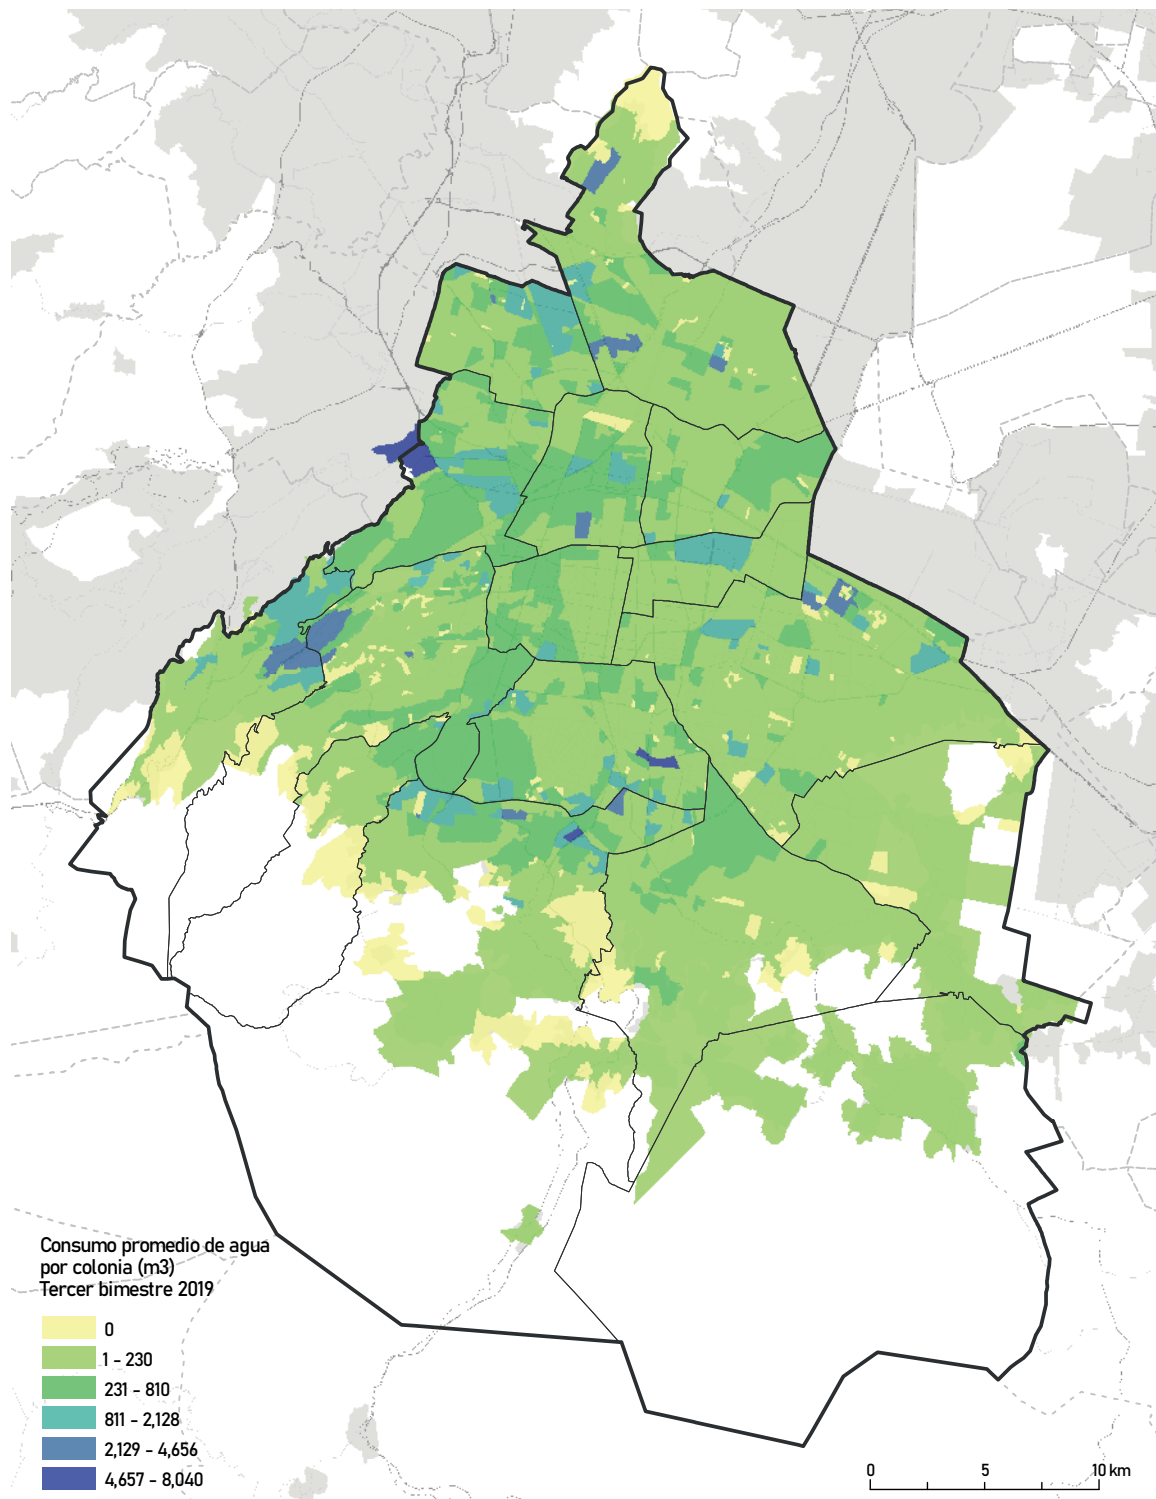 Consumo promedio de agua
por colonia (m3)
Tercer bimestre 2019
0
1 - 230
231 - 810
811 - 2,128
2,129 - 4,656
4,657 - 8,040
0 5 10 km